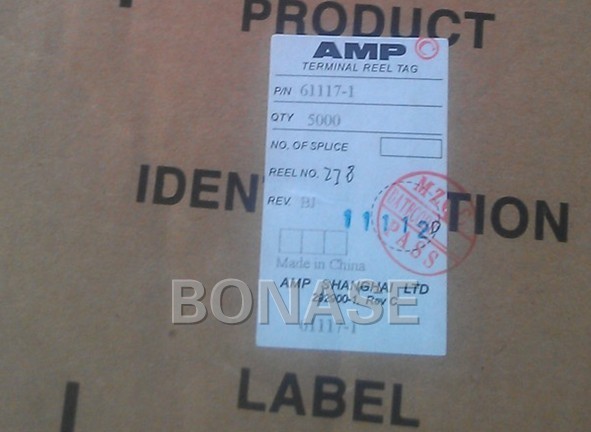 PRODUCT
AMP
TERMINAL REEL TAG
P/N 61117-1
QTY 5000
NO. OF SPLICE
REEL NO. 278
IDEN TION
REV. BJ
11112
Made in China
AMP SHANGHAI LTD
BONASE
61117-1
LABEL